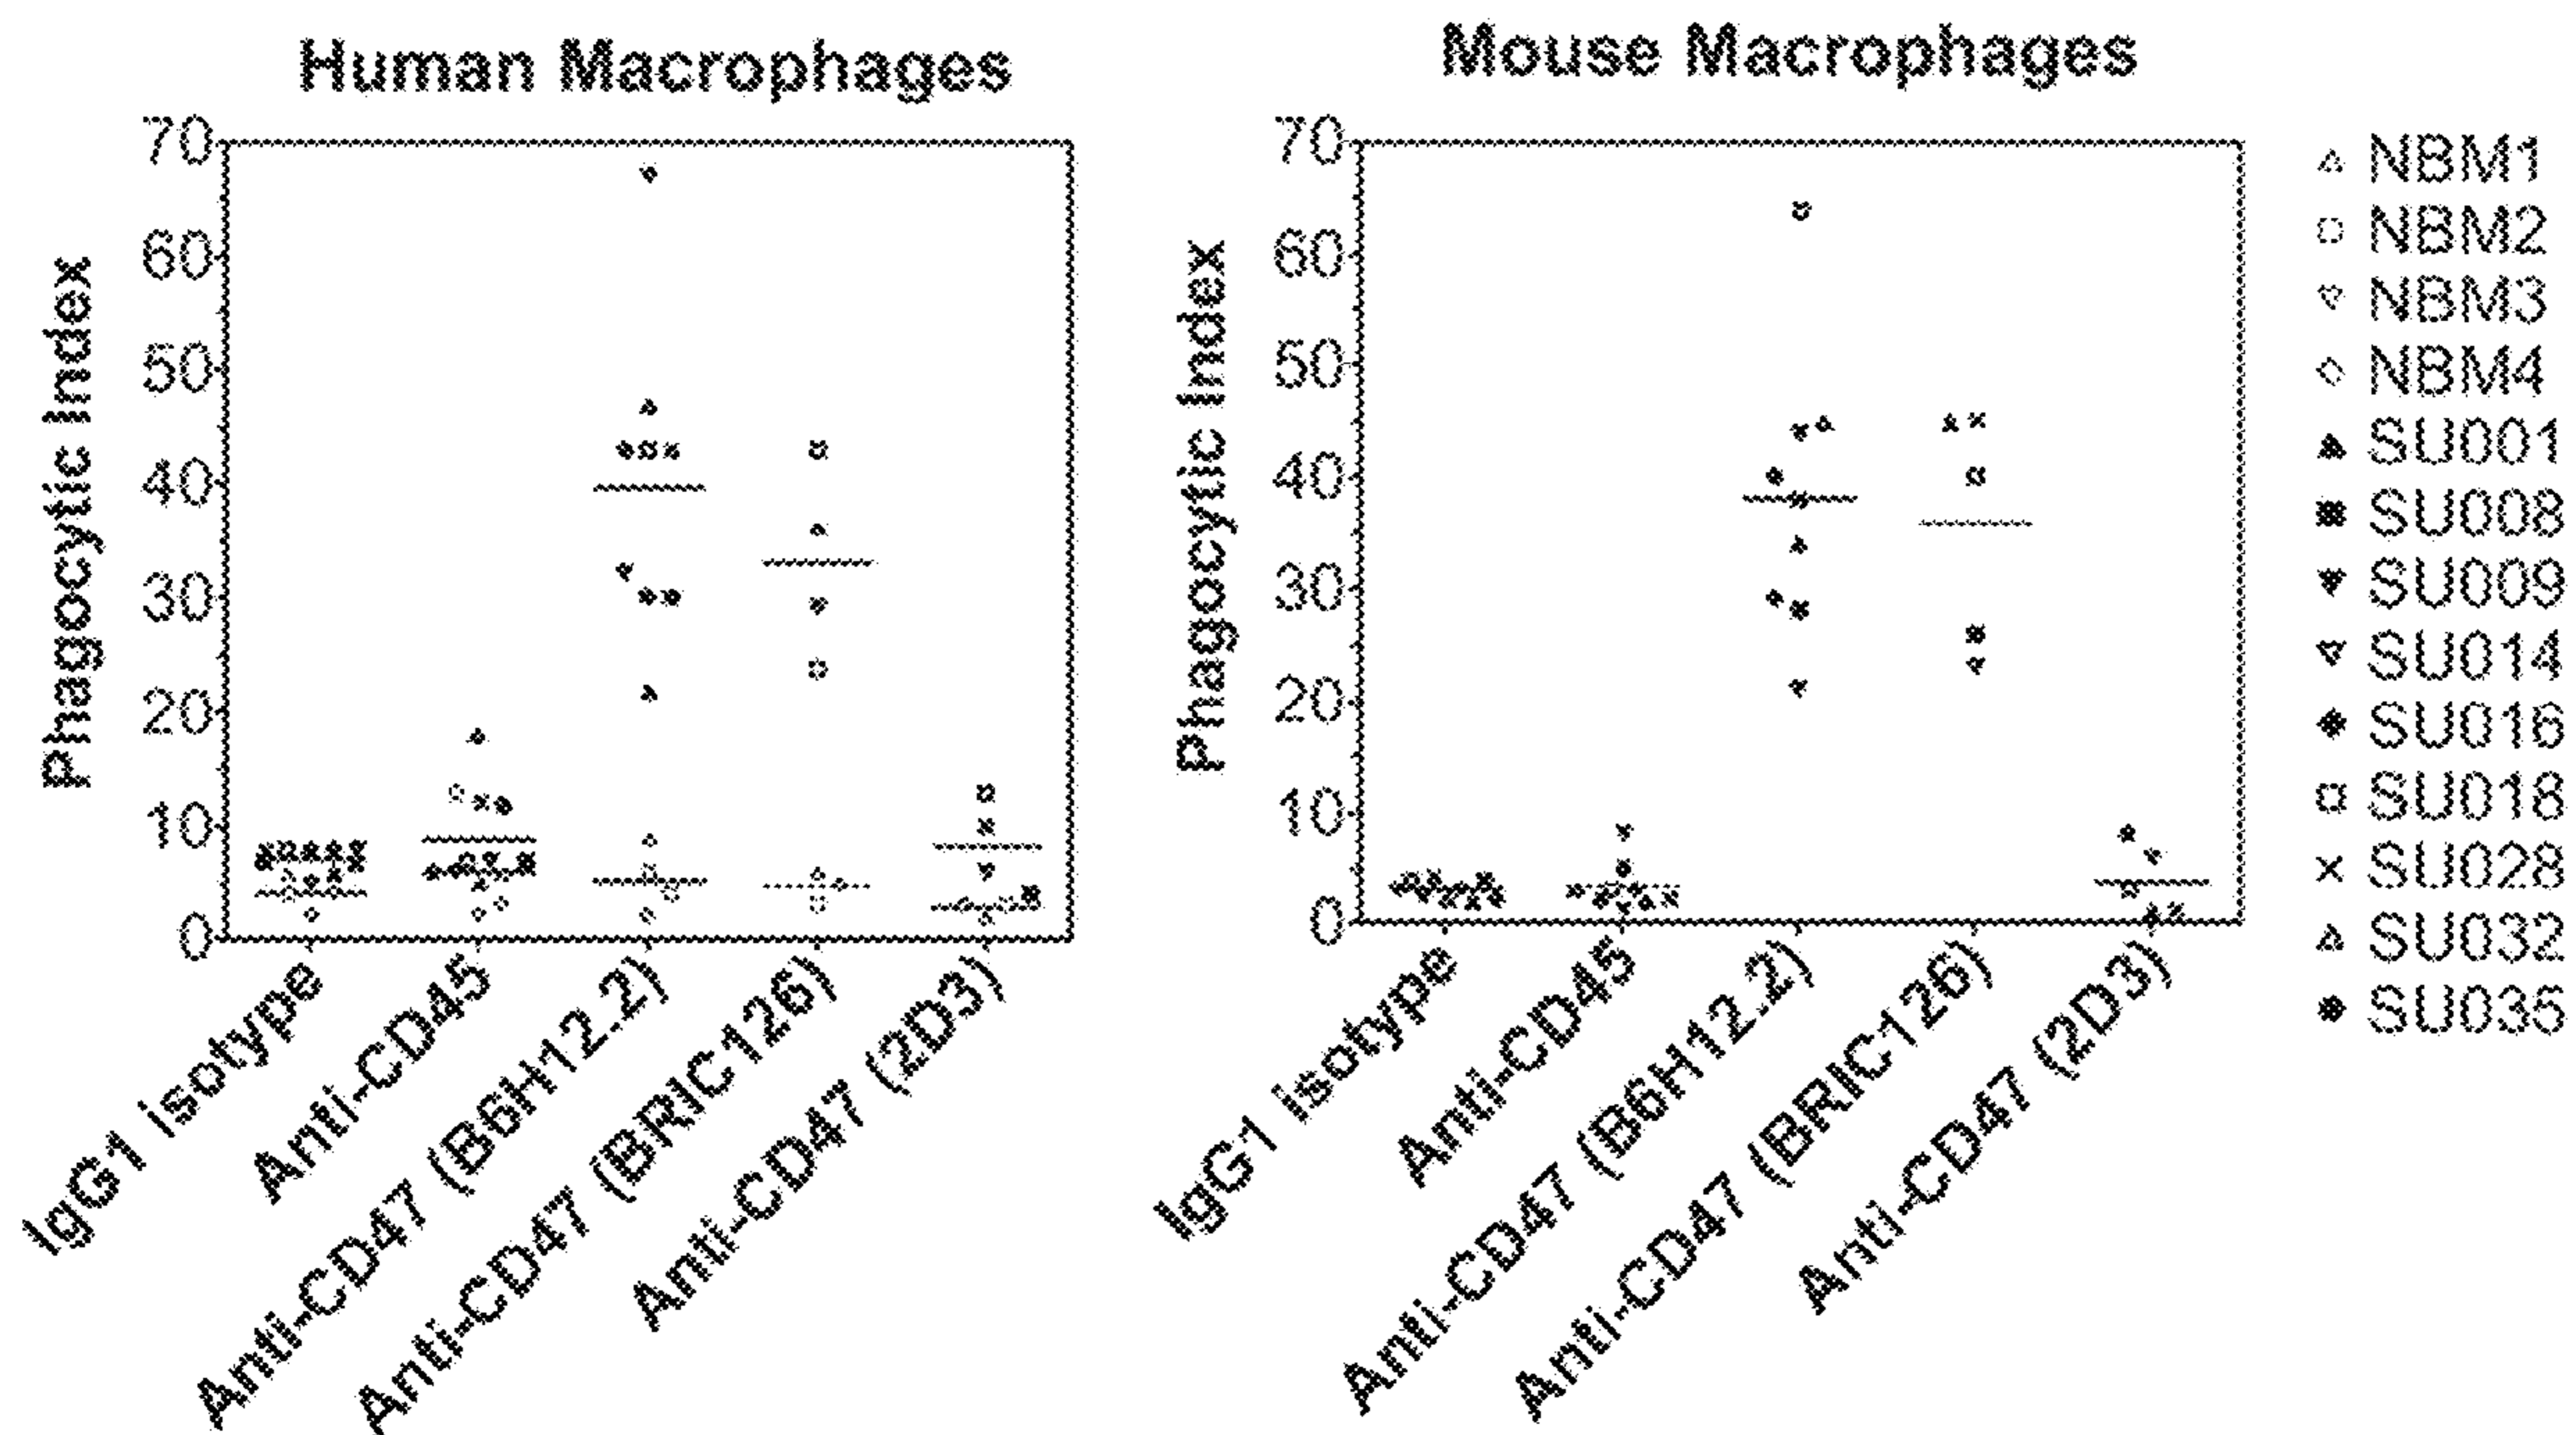 Human Macrophages
Phagocytic Index
70
60
50
40
30
20
10
0
IgG1 isotype
Anti-CD45
Anti-CD47 (B6H12.2)
Anti-CD47 (BRIC126)
Anti-CD47 (2D3)
Mouse Macrophages
Phagocytic Index
70
60
50
40
30
20
10
0
IgG1 isotype
Anti-CD45
Anti-CD47 (B6H12.2)
Anti-CD47 (BRIC126)
Anti-CD47 (2D3)
NBM1
NBM2
NBM3
NBM4
SU001
SU008
SU009
SU014
SU016
SU018
SU028
SU032
SU035